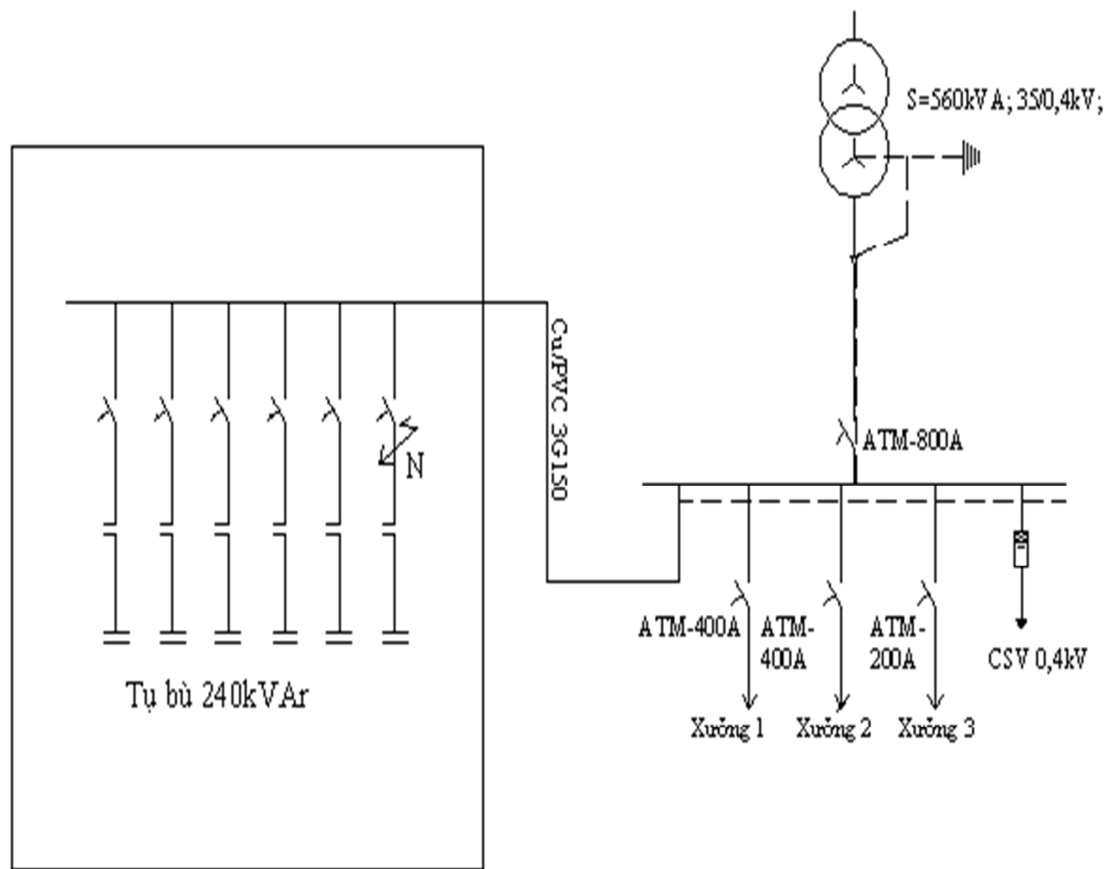 S=560kVA; 35/0,4kV;
Cu/PVC 3G150
ATM-800A
N
ATM-400A
ATM-
400A
ATM-
200A
CSV 0,4kV
Tụ bù 240kVAr
Xưởng 1
Xưởng 2
Xưởng 3